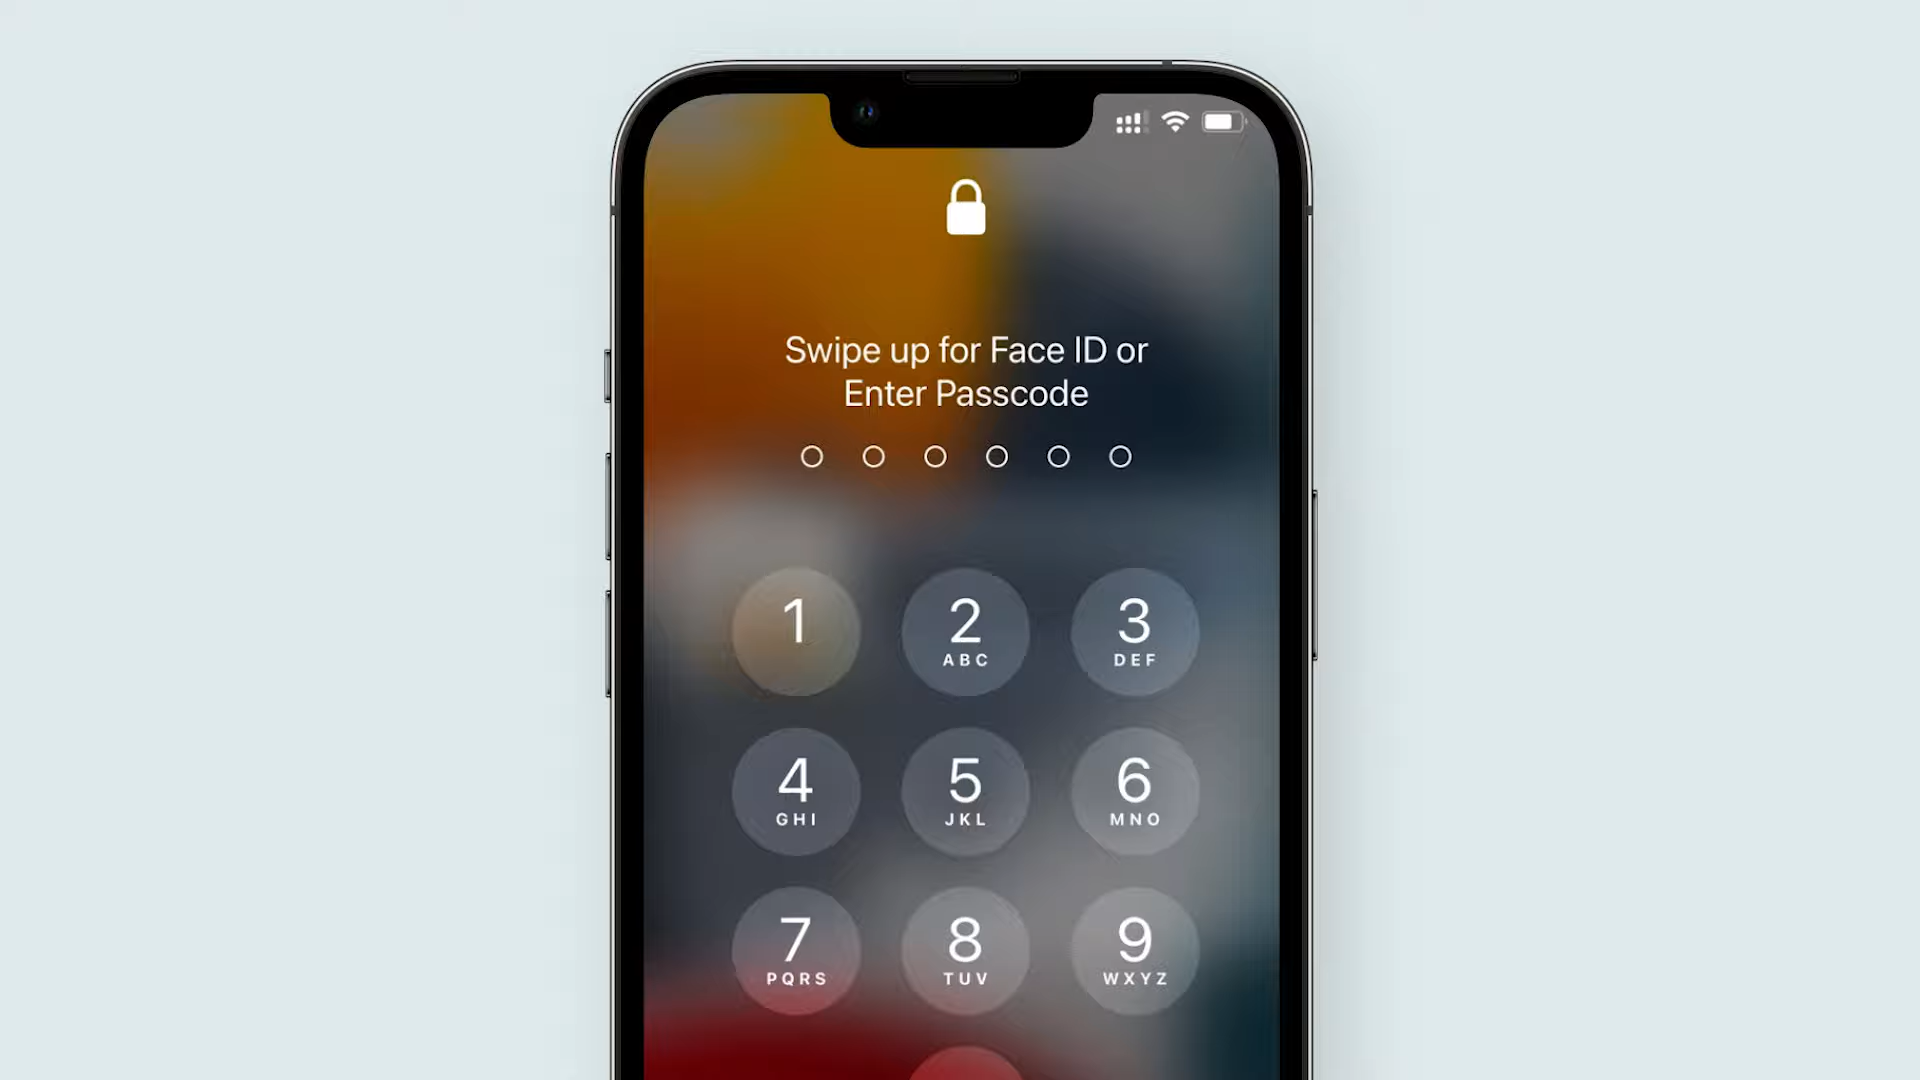 Swipe up for Face ID or
Enter Passcode
1 2 3
ABC DEF
4 5 6
GHI JKL MNO
7 8 9
PQRS TUV WXYZ